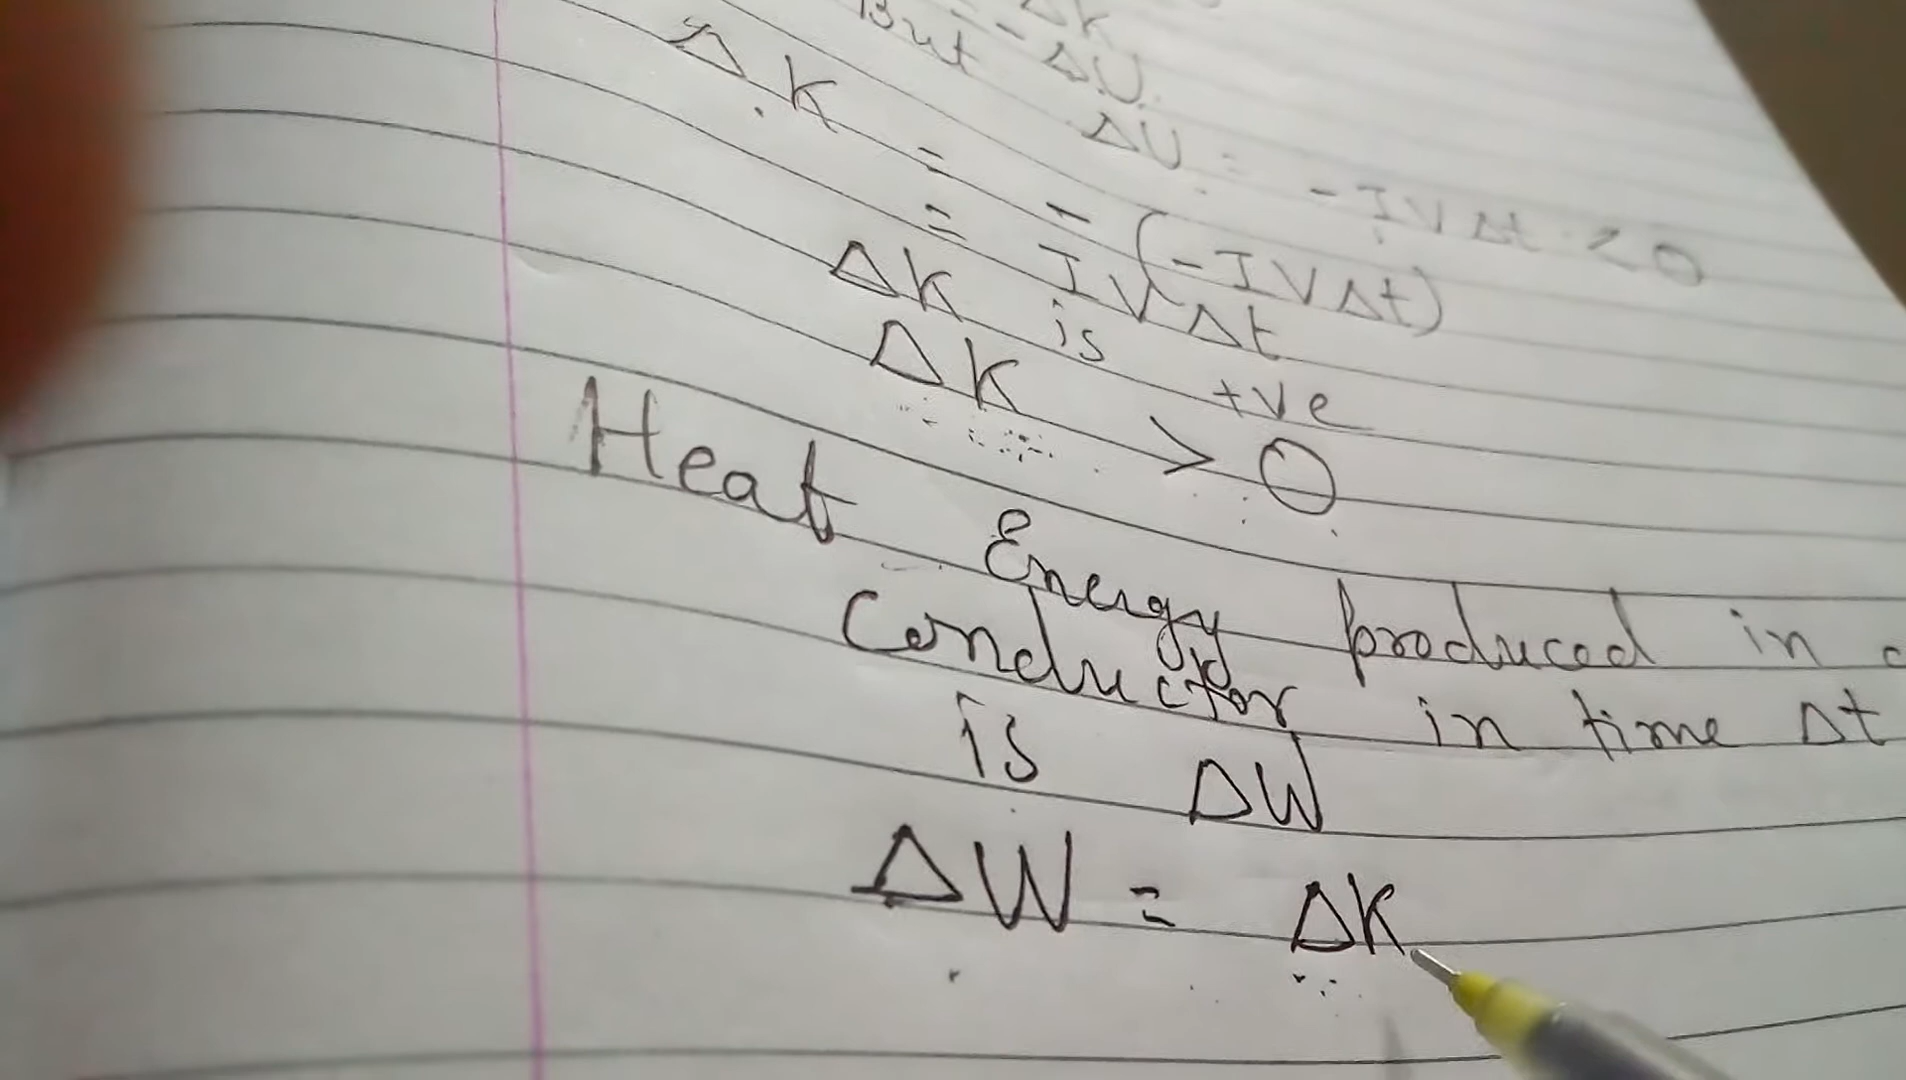 ΔK
But = -ΔU
ΔU = -IVΔt < 0
ΔK = -(-IVΔt)
= IVΔt
ΔK is +ve
ΔK > 0
Heat Energy produced in
Conductor in time Δt
is ΔW
ΔW = ΔK